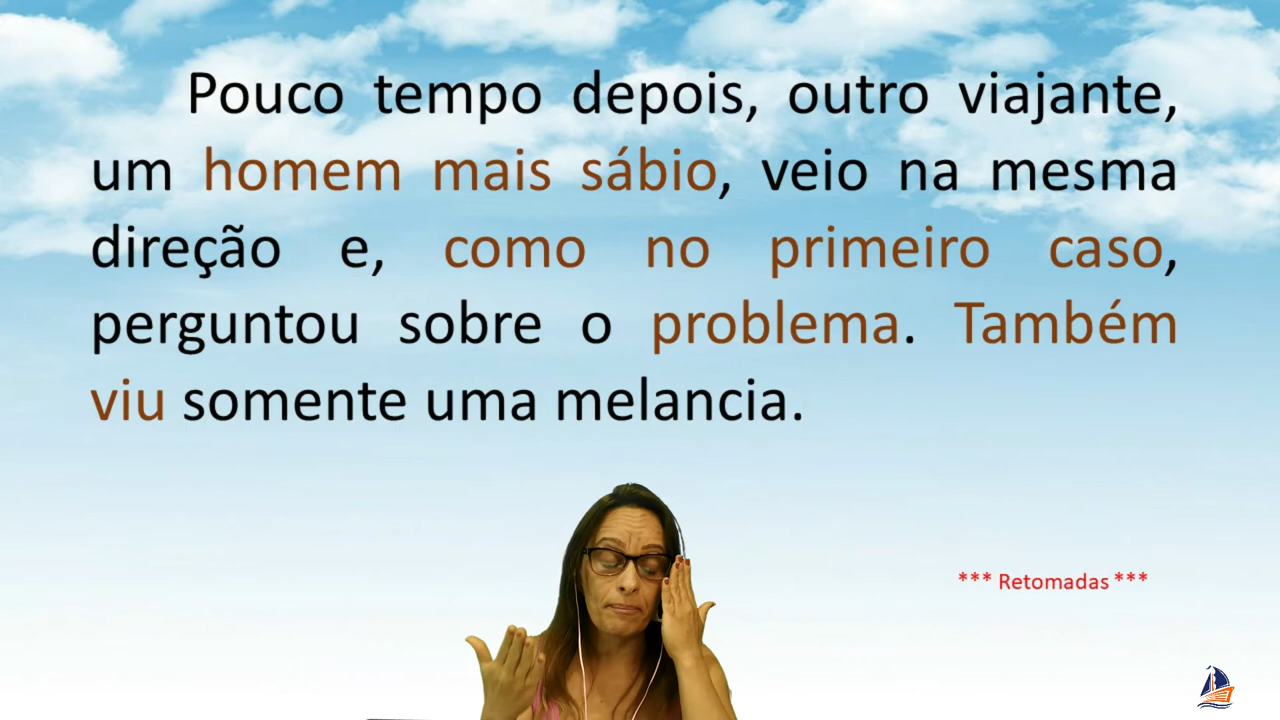 Pouco tempo depois, outro viajante,
um homem mais sábio, veio na mesma
direção e, como no primeiro caso,
perguntou sobre o problema. Também
viu somente uma melancia.
*** Retomadas ***